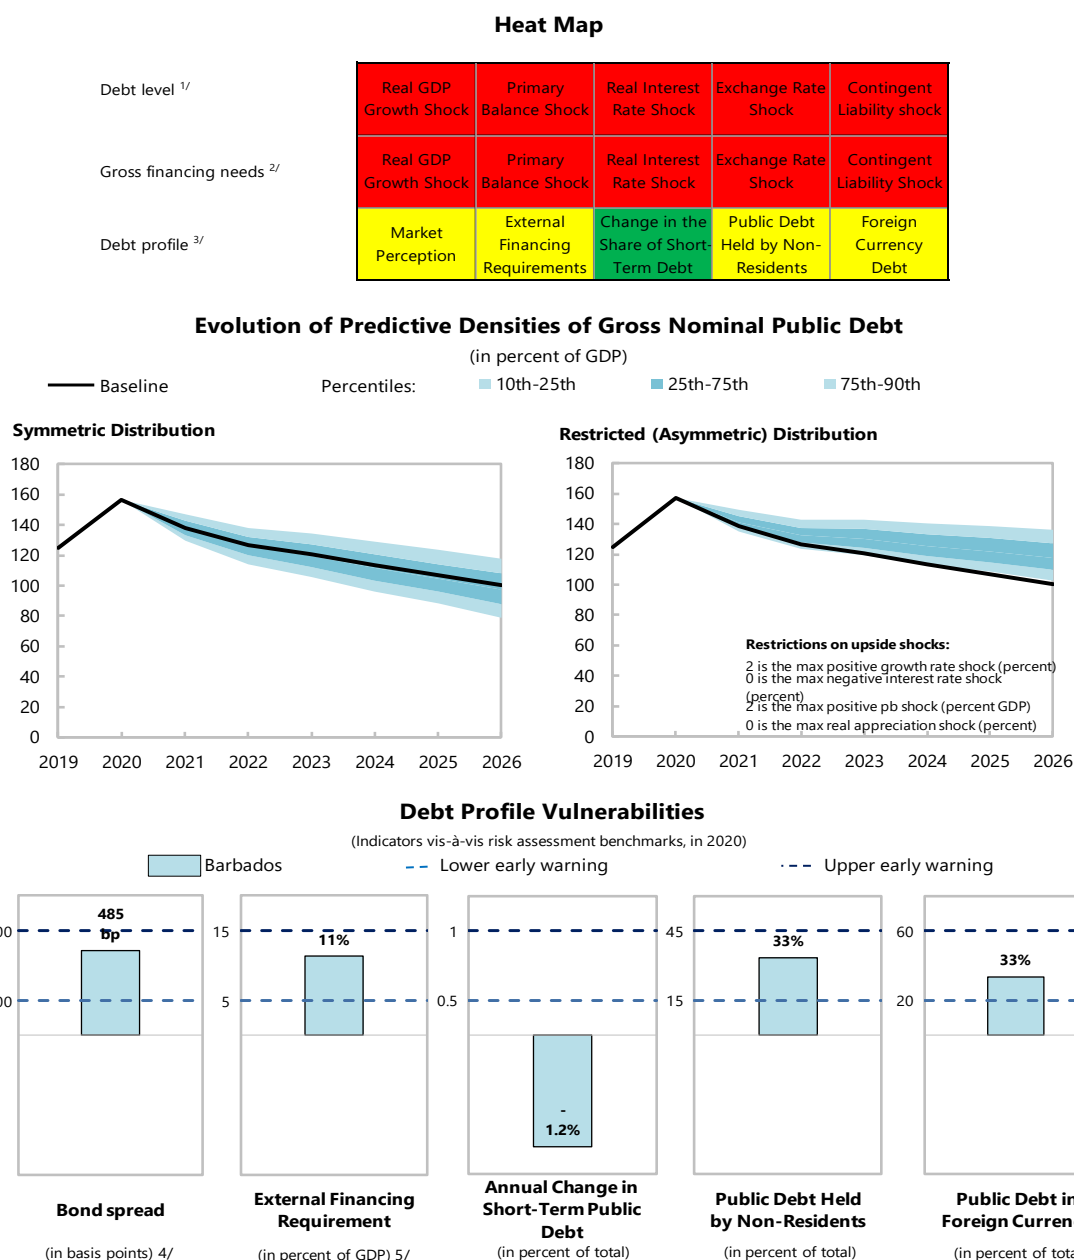 Heat Map
Debt level 1/
Real GDP Growth Shock
Primary Balance Shock
Real Interest Rate Shock
Exchange Rate Shock
Contingent Liability shock
Gross financing needs 2/
Real GDP Growth Shock
Primary Balance Shock
Real Interest Rate Shock
Exchange Rate Shock
Contingent Liability Shock
Debt profile 3/
Market Perception
External Financing Requirements
Change in the Share of Short-Term Debt
Public Debt Held by Non-Residents
Foreign Currency Debt
Evolution of Predictive Densities of Gross Nominal Public Debt
(in percent of GDP)
Baseline
Percentiles:
10th-25th
25th-75th
75th-90th
Symmetric Distribution
180
160
140
120
100
80
60
40
20
0
2019 2020 2021 2022 2023 2024 2025 2026
Restricted (Asymmetric) Distribution
180
160
140
120
100
80
60
40
20
0
Restrictions on upside shocks:
2 is the max positive growth rate shock (percent)
0 is the max negative interest rate shock
(percent)
2 is the max positive pb shock (percent GDP)
0 is the max real appreciation shock (percent)
2019 2020 2021 2022 2023 2024 2025 2026
Debt Profile Vulnerabilities
(Indicators vis-à-vis risk assessment benchmarks, in 2020)
Barbados
Lower early warning
Upper early warning
00
00
485
bp
Bond spread
(in basis points) 4/
15
5
11%
External Financing
Requirement
(in percent of GDP) 5/
1
0.5
-
1.2%
Annual Change in
Short-Term Public
Debt
(in percent of total)
45
15
33%
Public Debt Held
by Non-Residents
(in percent of total)
60
20
33%
Public Debt in
Foreign Currenc
(in percent of tota